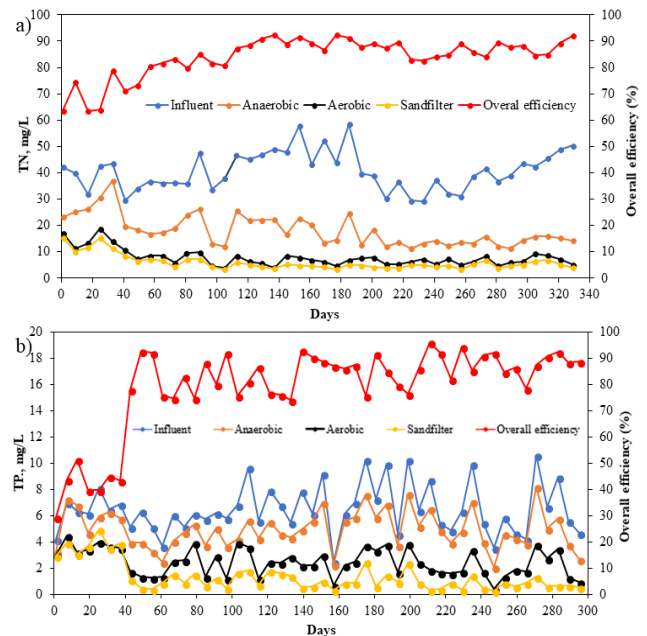 a)
100 100
90 90
80 80
70 70
60 60
50 50
40 40
30 30
20 20
10 10
0 0
TN, mg/L
Overall efficiency (%)
Influent Anaerobic Aerobic Sandfilter Overal efficiency
0 20 40 60 80 100 120 140 160 180 200 220 240 260 280 300 320 340
Days
b)
20 100
18 90
16 80
14 70
12 60
10 50
8 40
6 30
4 20
2 10
0 0
TP., mg/L
Overall efficiency (%)
Influent Anaerobic Aerobic Sandfilter Overall efficiency
0 20 40 60 80 100 120 140 160 180 200 220 240 260 280 300
Days